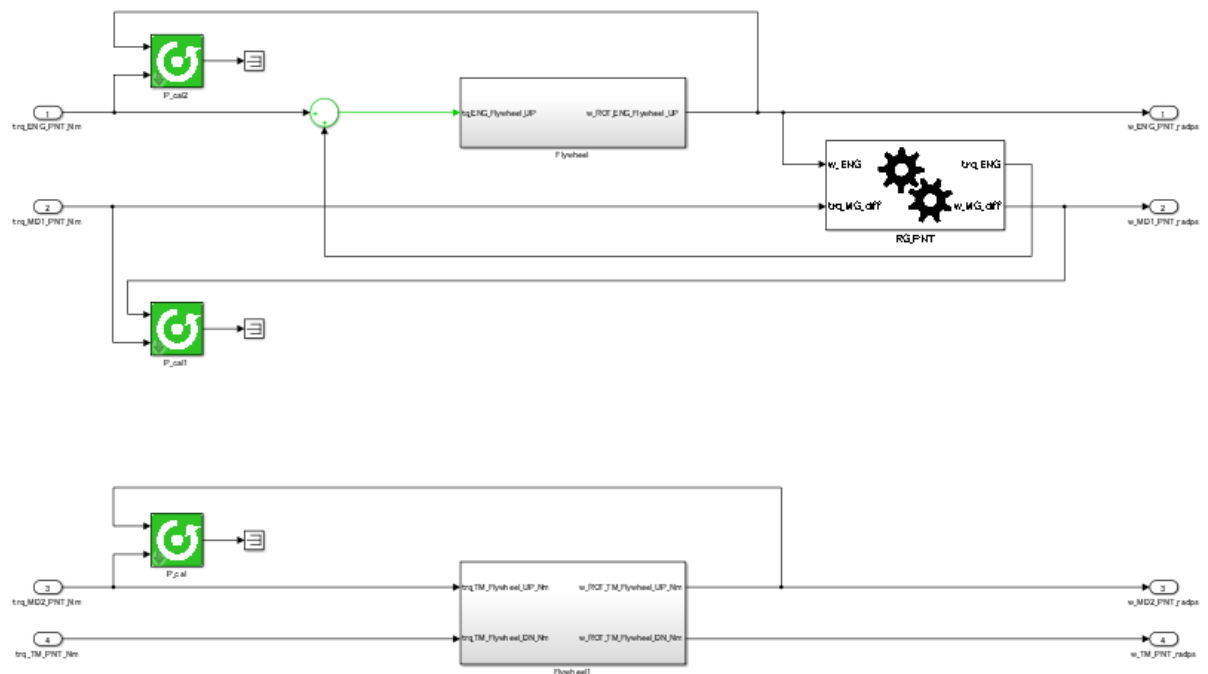 P_cal2
1
trq_ENG_PNT_Nm
+
+
trq_ENG_Flywheel_UP
w_ROT_ENG_Flywheel_UP
Flywheel
1
w_ENG_PNT_radps
w_ENG
trq_ENG
trq_MG_diff
w_MG_diff
RG_PNT
2
trq_MD1_PNT_Nm
2
w_MD1_PNT_radps
P_cal1
P_cal
3
trq_MD2_PNT_Nm
trq_TM_Flywheel_UP_Nm
w_ROT_TM_Flywheel_UP_Nm
3
w_MD2_PNT_radps
4
trq_TM_PNT_Nm
trq_TM_Flywheel_DN_Nm
w_ROT_TM_Flywheel_DN_Nm
4
w_TM_PNT_radps
Flywheel1